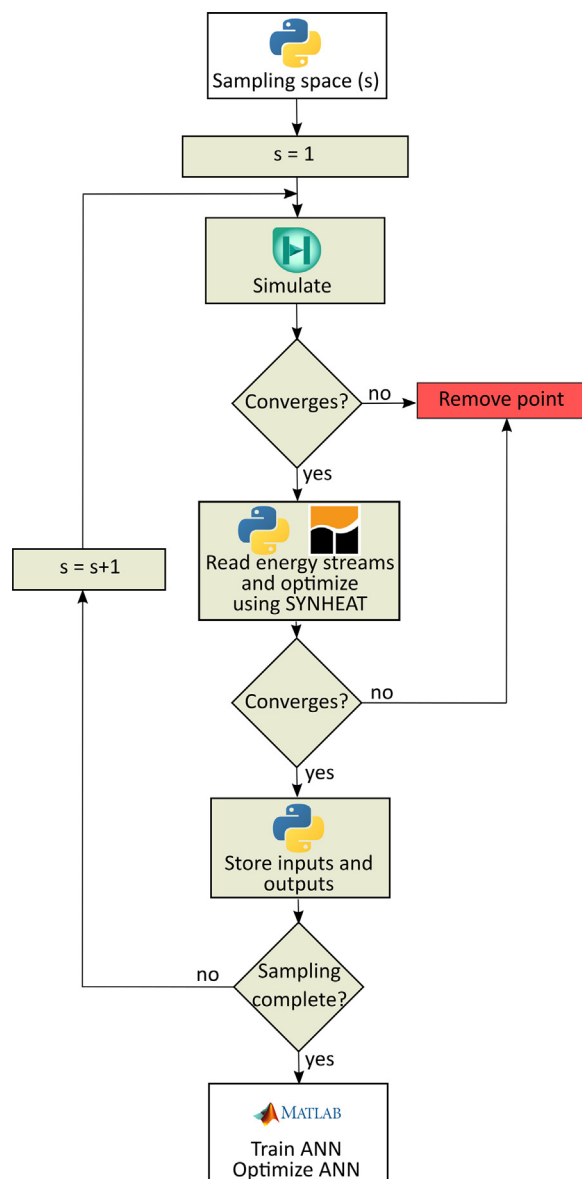 Sampling space (s)
s = 1
Simulate
Converges?
no
Remove point
yes
Read energy streams
and optimize
using SYNHEAT
s = s+1
Converges?
no
yes
Store inputs and
outputs
no
Sampling
complete?
yes
MATLAB
Train ANN
Optimize ANN